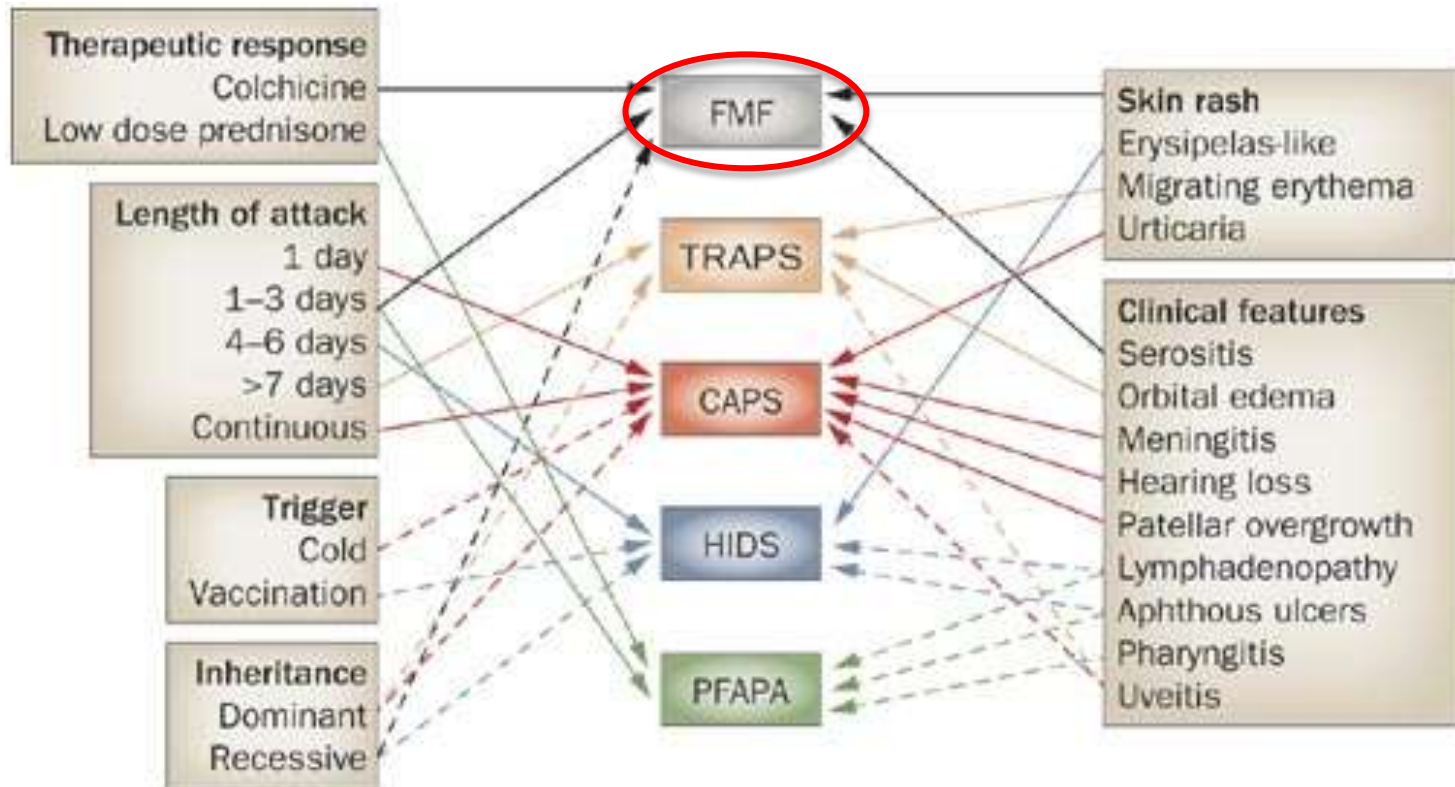 Therapeutic response
Colchicine
Low dose prednisone
Length of attack
1 day
1–3 days
4–6 days
>7 days
Continuous
Trigger
Cold
Vaccination
Inheritance
Dominant
Recessive
FMF
TRAPS
CAPS
HIDS
PFAPA
Skin rash
Erysipelas-like
Migrating erythema
Urticaria
Clinical features
Serositis
Orbital edema
Meningitis
Hearing loss
Patellar overgrowth
Lymphadenopathy
Aphthous ulcers
Pharyngitis
Uveitis